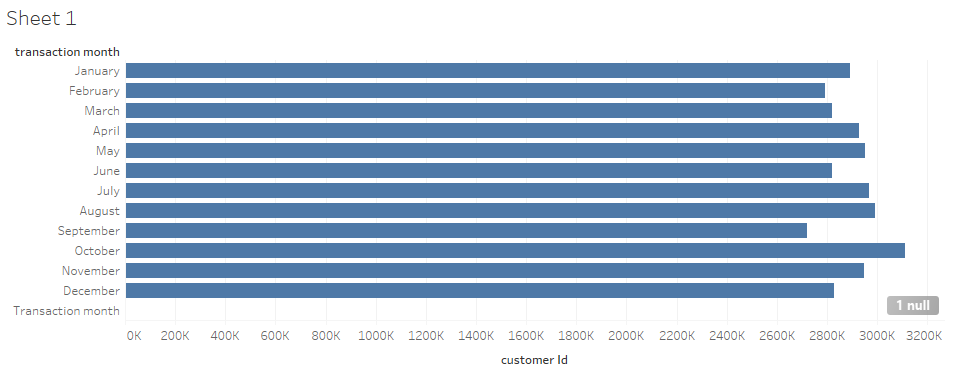 Sheet 1
transaction month
January
February
March
April
May
June
July
August
September
October
November
December
Transaction month
1 null
0K 200K 400K 600K 800K 1000K 1200K 1400K 1600K 1800K 2000K 2200K 2400K 2600K 2800K 3000K 3200K
customer Id